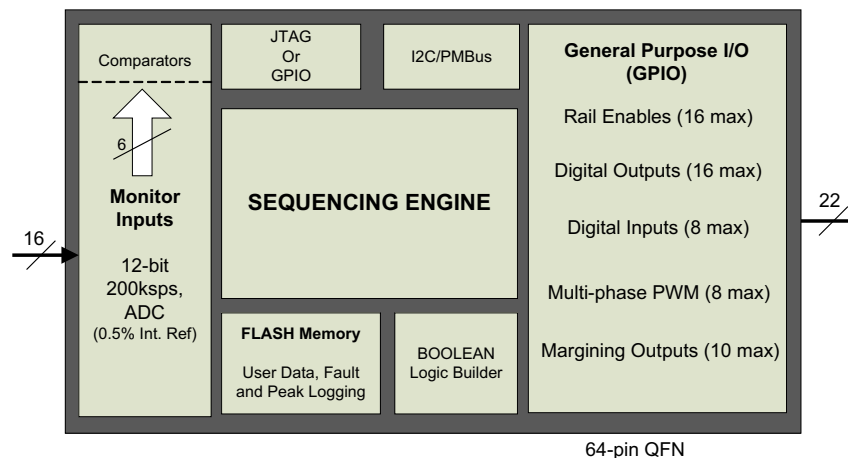 Comparators
6
Monitor
Inputs
12-bit
200ksps,
ADC
(0.5% Int. Ref)
16
JTAG
Or
GPIO
I2C/PMBus
SEQUENCING ENGINE
FLASH Memory
User Data, Fault
and Peak Logging
BOOLEAN
Logic Builder
General Purpose I/O
(GPIO)
Rail Enables (16 max)
Digital Outputs (16 max)
Digital Inputs (8 max)
Multi-phase PWM (8 max)
Margining Outputs (10 max)
22
64-pin QFN